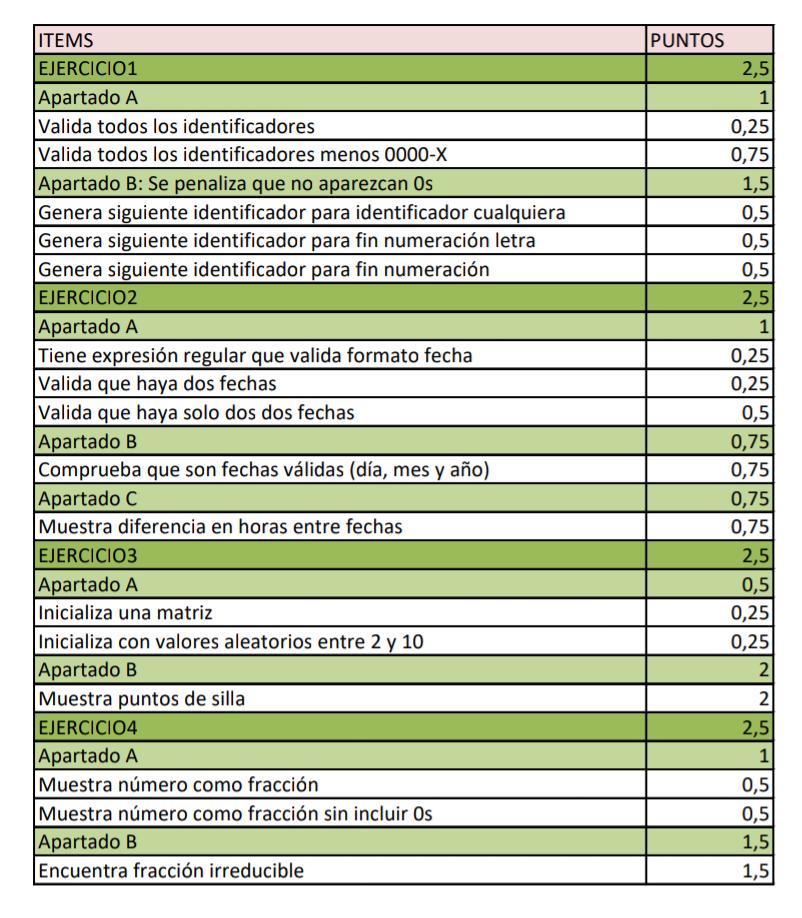 ITEMS PUNTOS
EJERCICIO1 2,5
Apartado A 1
Valida todos los identificadores 0,25
Valida todos los identificadores menos 0000-X 0,75
Apartado B: Se penaliza que no aparezcan 0s 1,5
Genera siguiente identificador para identificador cualquiera 0,5
Genera siguiente identificador para fin numeración letra 0,5
Genera siguiente identificador para fin numeración 0,5
EJERCICIO2 2,5
Apartado A 1
Tiene expresión regular que valida formato fecha 0,25
Valida que haya dos fechas 0,25
Valida que haya solo dos dos fechas 0,5
Apartado B 0,75
Comprueba que son fechas válidas (día, mes y año) 0,75
Apartado C 0,75
Muestra diferencia en horas entre fechas 0,75
EJERCICIO3 2,5
Apartado A 0,5
Inicializa una matriz 0,25
Inicializa con valores aleatorios entre 2 y 10 0,25
Apartado B 2
Muestra puntos de silla 2
EJERCICIO4 2,5
Apartado A 1
Muestra número como fracción 0,5
Muestra número como fracción sin incluir 0s 0,5
Apartado B 1,5
Encuentra fracción irreducible 1,5